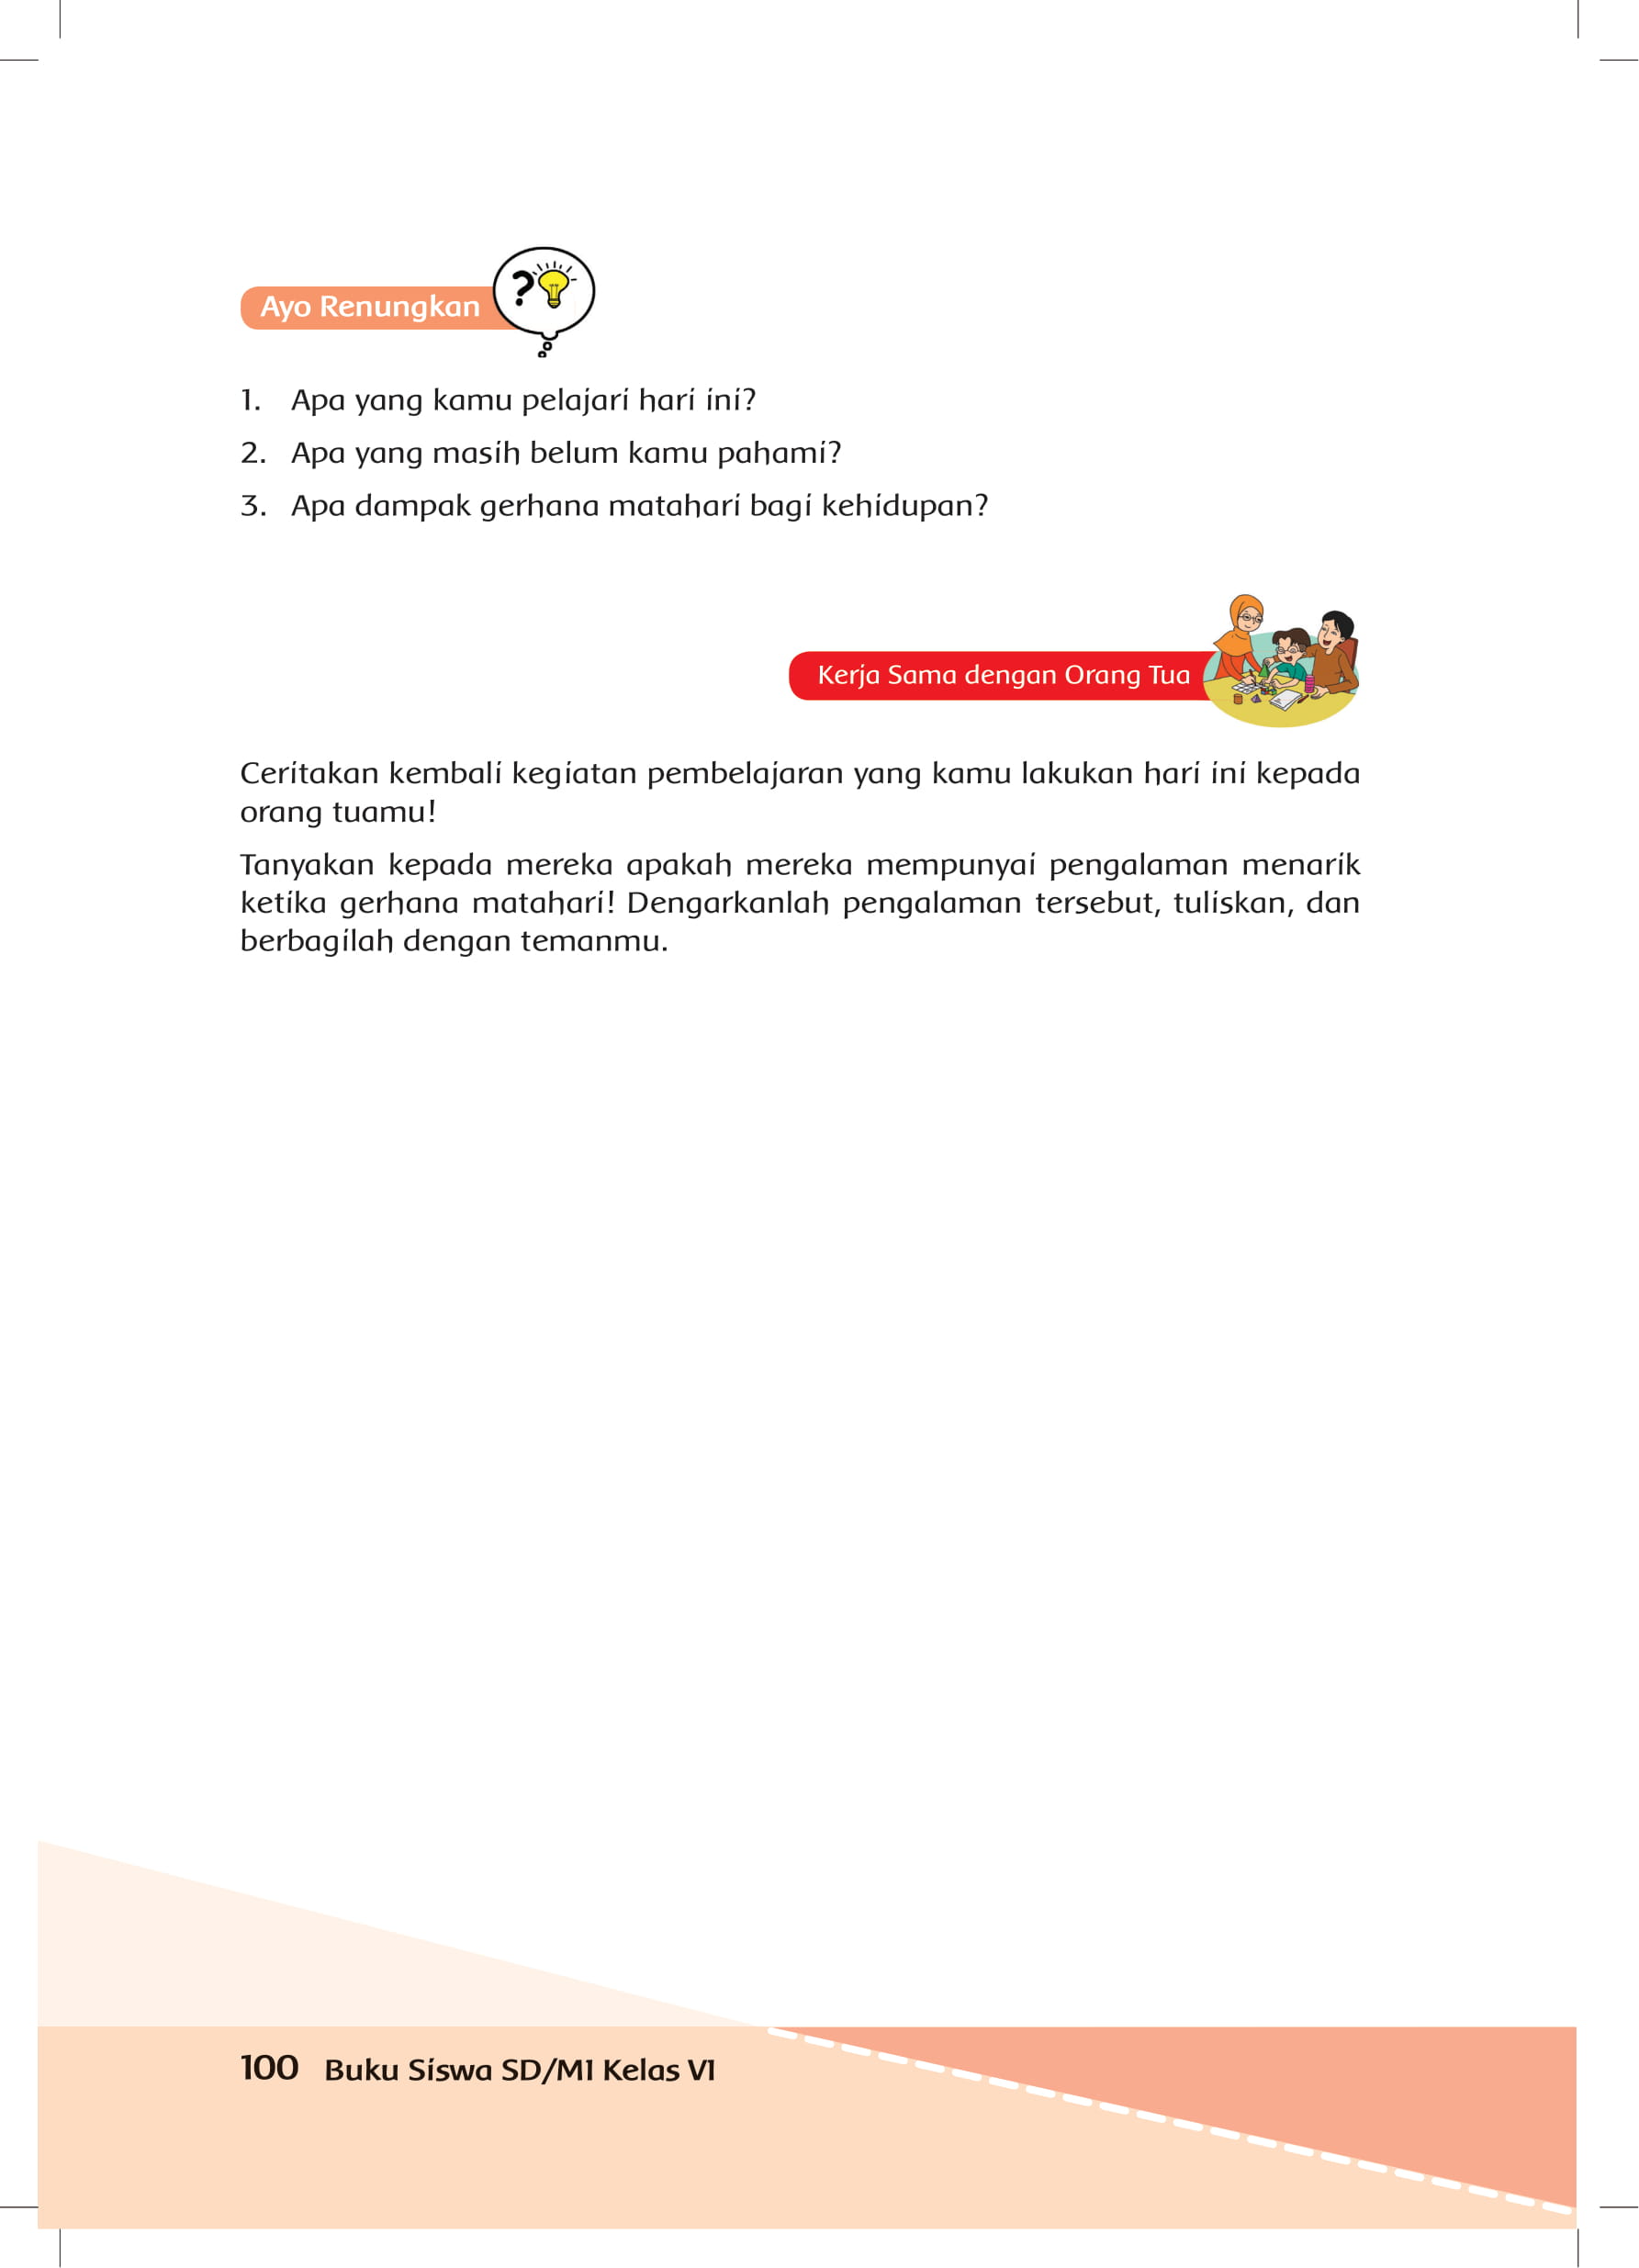 Ayo Renungkan
?
1. Apa yang kamu pelajari hari ini?
2. Apa yang masih belum kamu pahami?
3. Apa dampak gerhana matahari bagi kehidupan?
Kerja Sama dengan Orang Tua
Ceritakan kembali kegiatan pembelajaran yang kamu lakukan hari ini kepada
orang tuamu!
Tanyakan kepada mereka apakah mereka mempunyai pengalaman menarik
ketika gerhana matahari! Dengarkanlah pengalaman tersebut, tuliskan, dan
berbagilah dengan temanmu.
100 Buku Siswa SD/MI Kelas VI